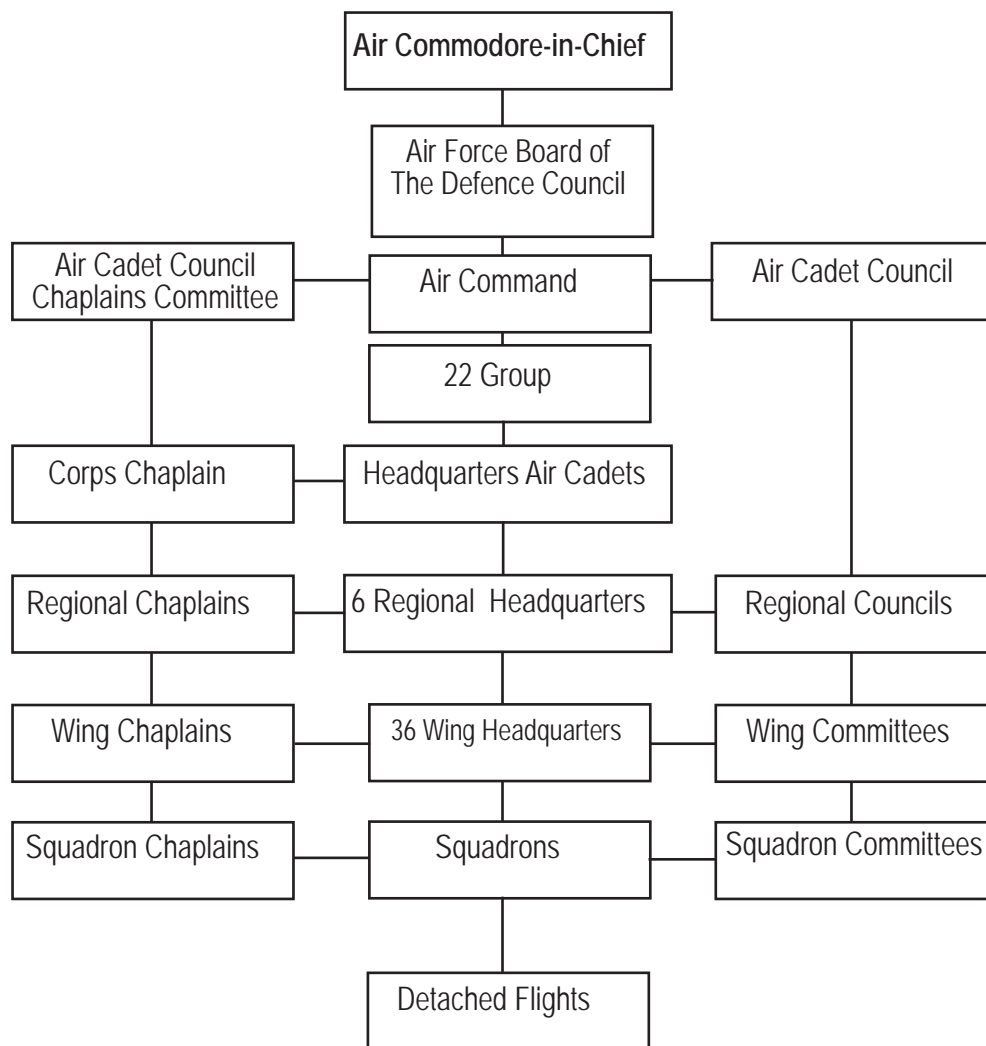 Air Commodore-in-Chief
Air Force Board of
The Defence Council
Air Cadet Council
Chaplains Committee
Air Command
Air Cadet Council
22 Group
Corps Chaplain
Headquarters Air Cadets
Regional Chaplains
6 Regional Headquarters
Regional Councils
Wing Chaplains
36 Wing Headquarters
Wing Committees
Squadron Chaplains
Squadrons
Squadron Committees
Detached Flights